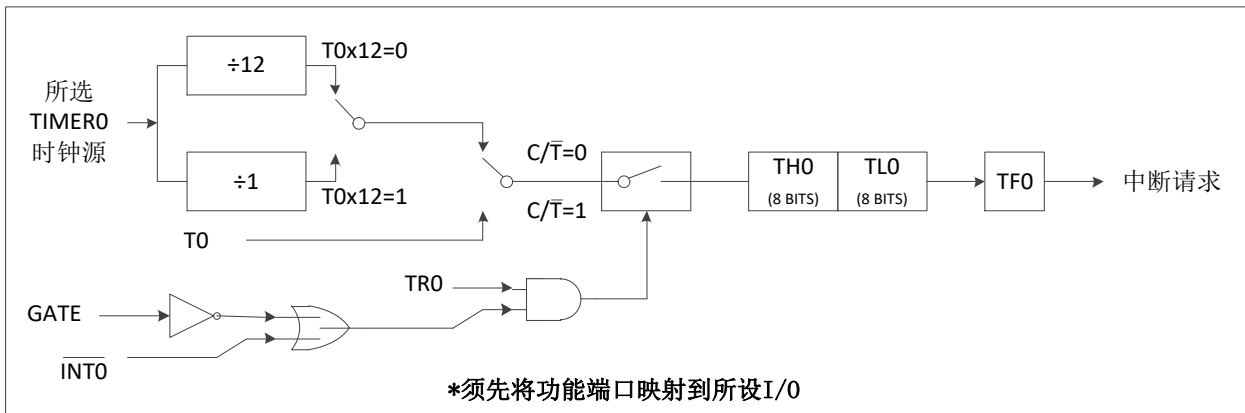 所选
TIMER0
时钟源
÷12
T0x12=0
÷1
T0x12=1
T0
C/T̅=0
C/T̅=1
TH0
(8 BITS)
TL0
(8 BITS)
TF0
中断请求
TR0
GATE
I̅N̅T̅0̅
*须先将功能端口映射到所设I/O